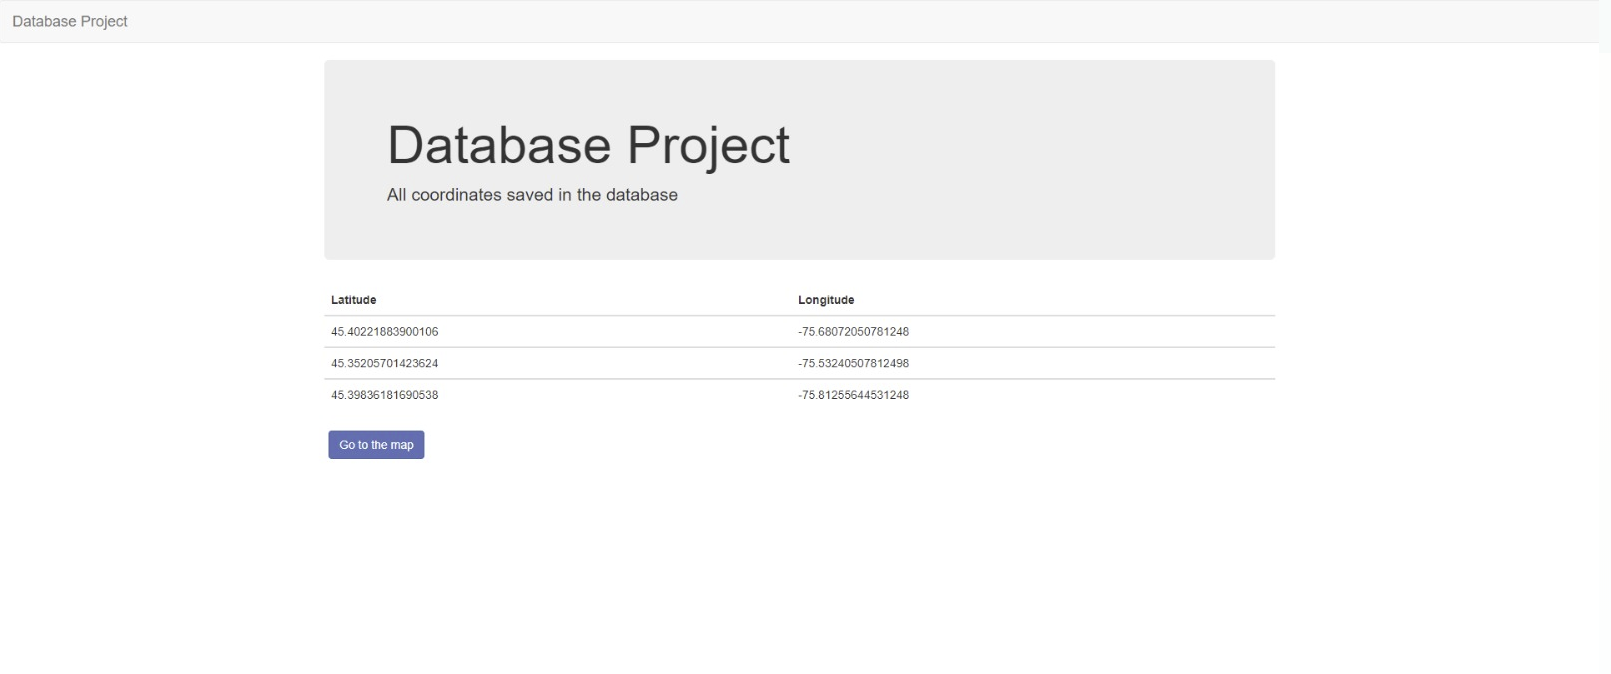 Database Project
Database Project
All coordinates saved in the database
Latitude Longitude
45.40221883900106 -75.68072050781248
45.35205701423624 -75.53240507812498
45.39836181690538 -75.81255644531248
Go to the map